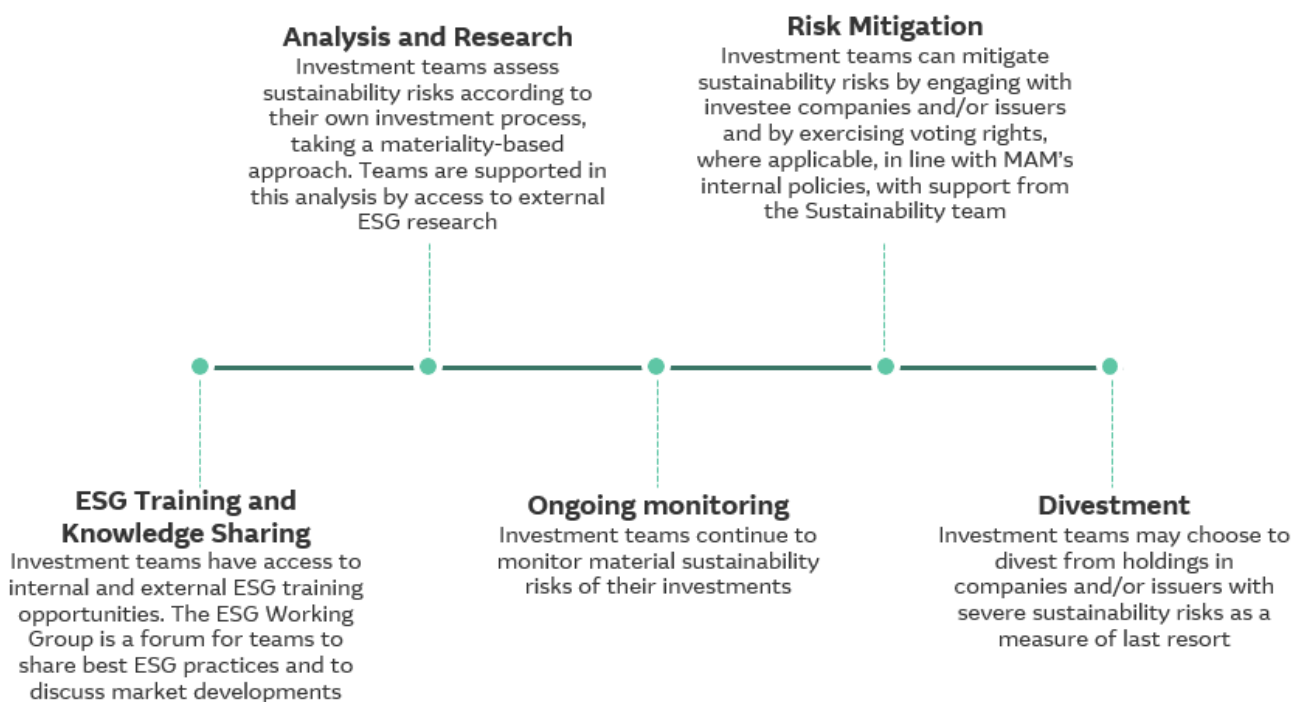 Analysis and Research
Investment teams assess
sustainability risks according to
their own investment process,
taking a materiality-based
approach. Teams are supported in
this analysis by access to external
ESG research
Risk Mitigation
Investment teams can mitigate
sustainability risks by engaging with
investee companies and/or issuers
and by exercising voting rights,
where applicable, in line with MAM's
internal policies, with support from
the Sustainability team
ESG Training and
Knowledge Sharing
Investment teams have access to
internal and external ESG training
opportunities. The ESG Working
Group is a forum for teams to
share best ESG practices and to
discuss market developments
Ongoing monitoring
Investment teams continue to
monitor material sustainability
risks of their investments
Divestment
Investment teams may choose to
divest from holdings in
companies and/or issuers with
severe sustainability risks as a
measure of last resort